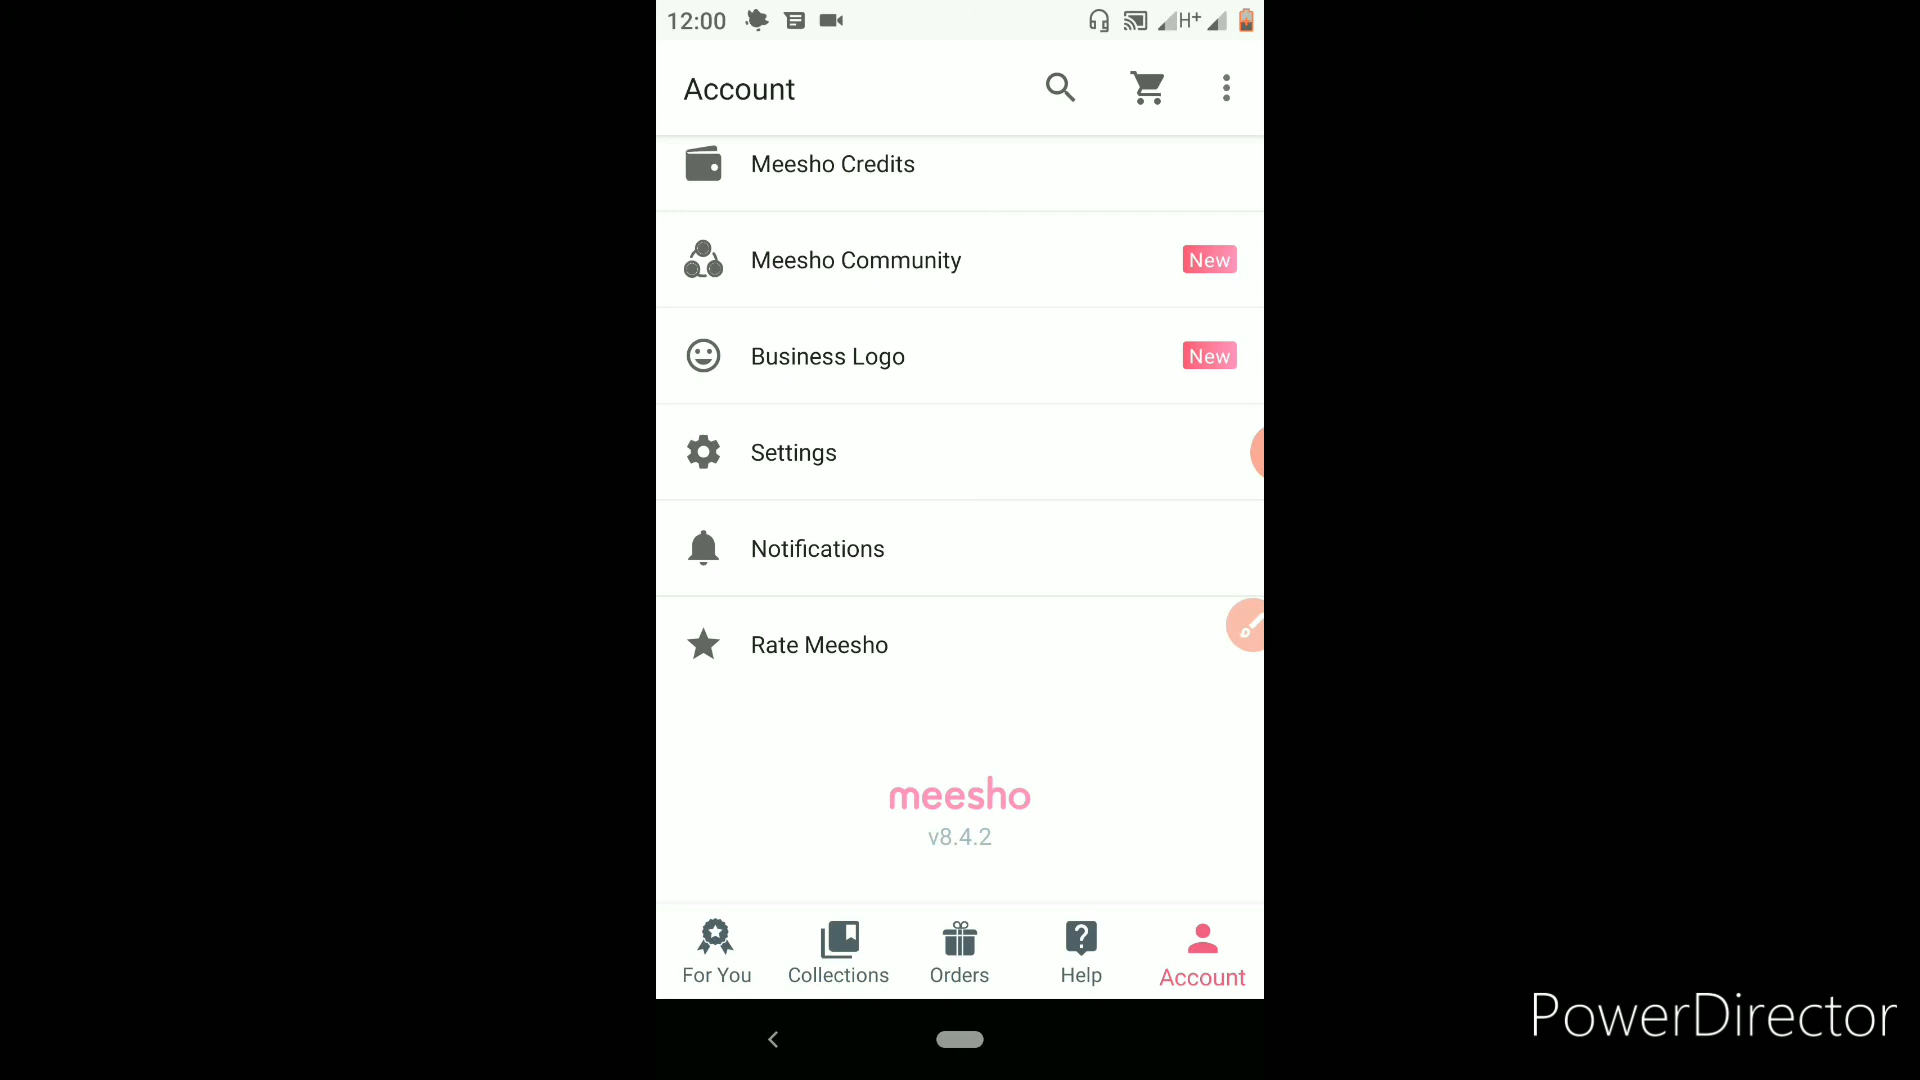 12:00
H+
Account
Meesho Credits
Meesho Community
New
Business Logo
New
Settings
Notifications
Rate Meesho
meesho
v8.4.2
For You
Collections
Orders
Help
Account
PowerDirector